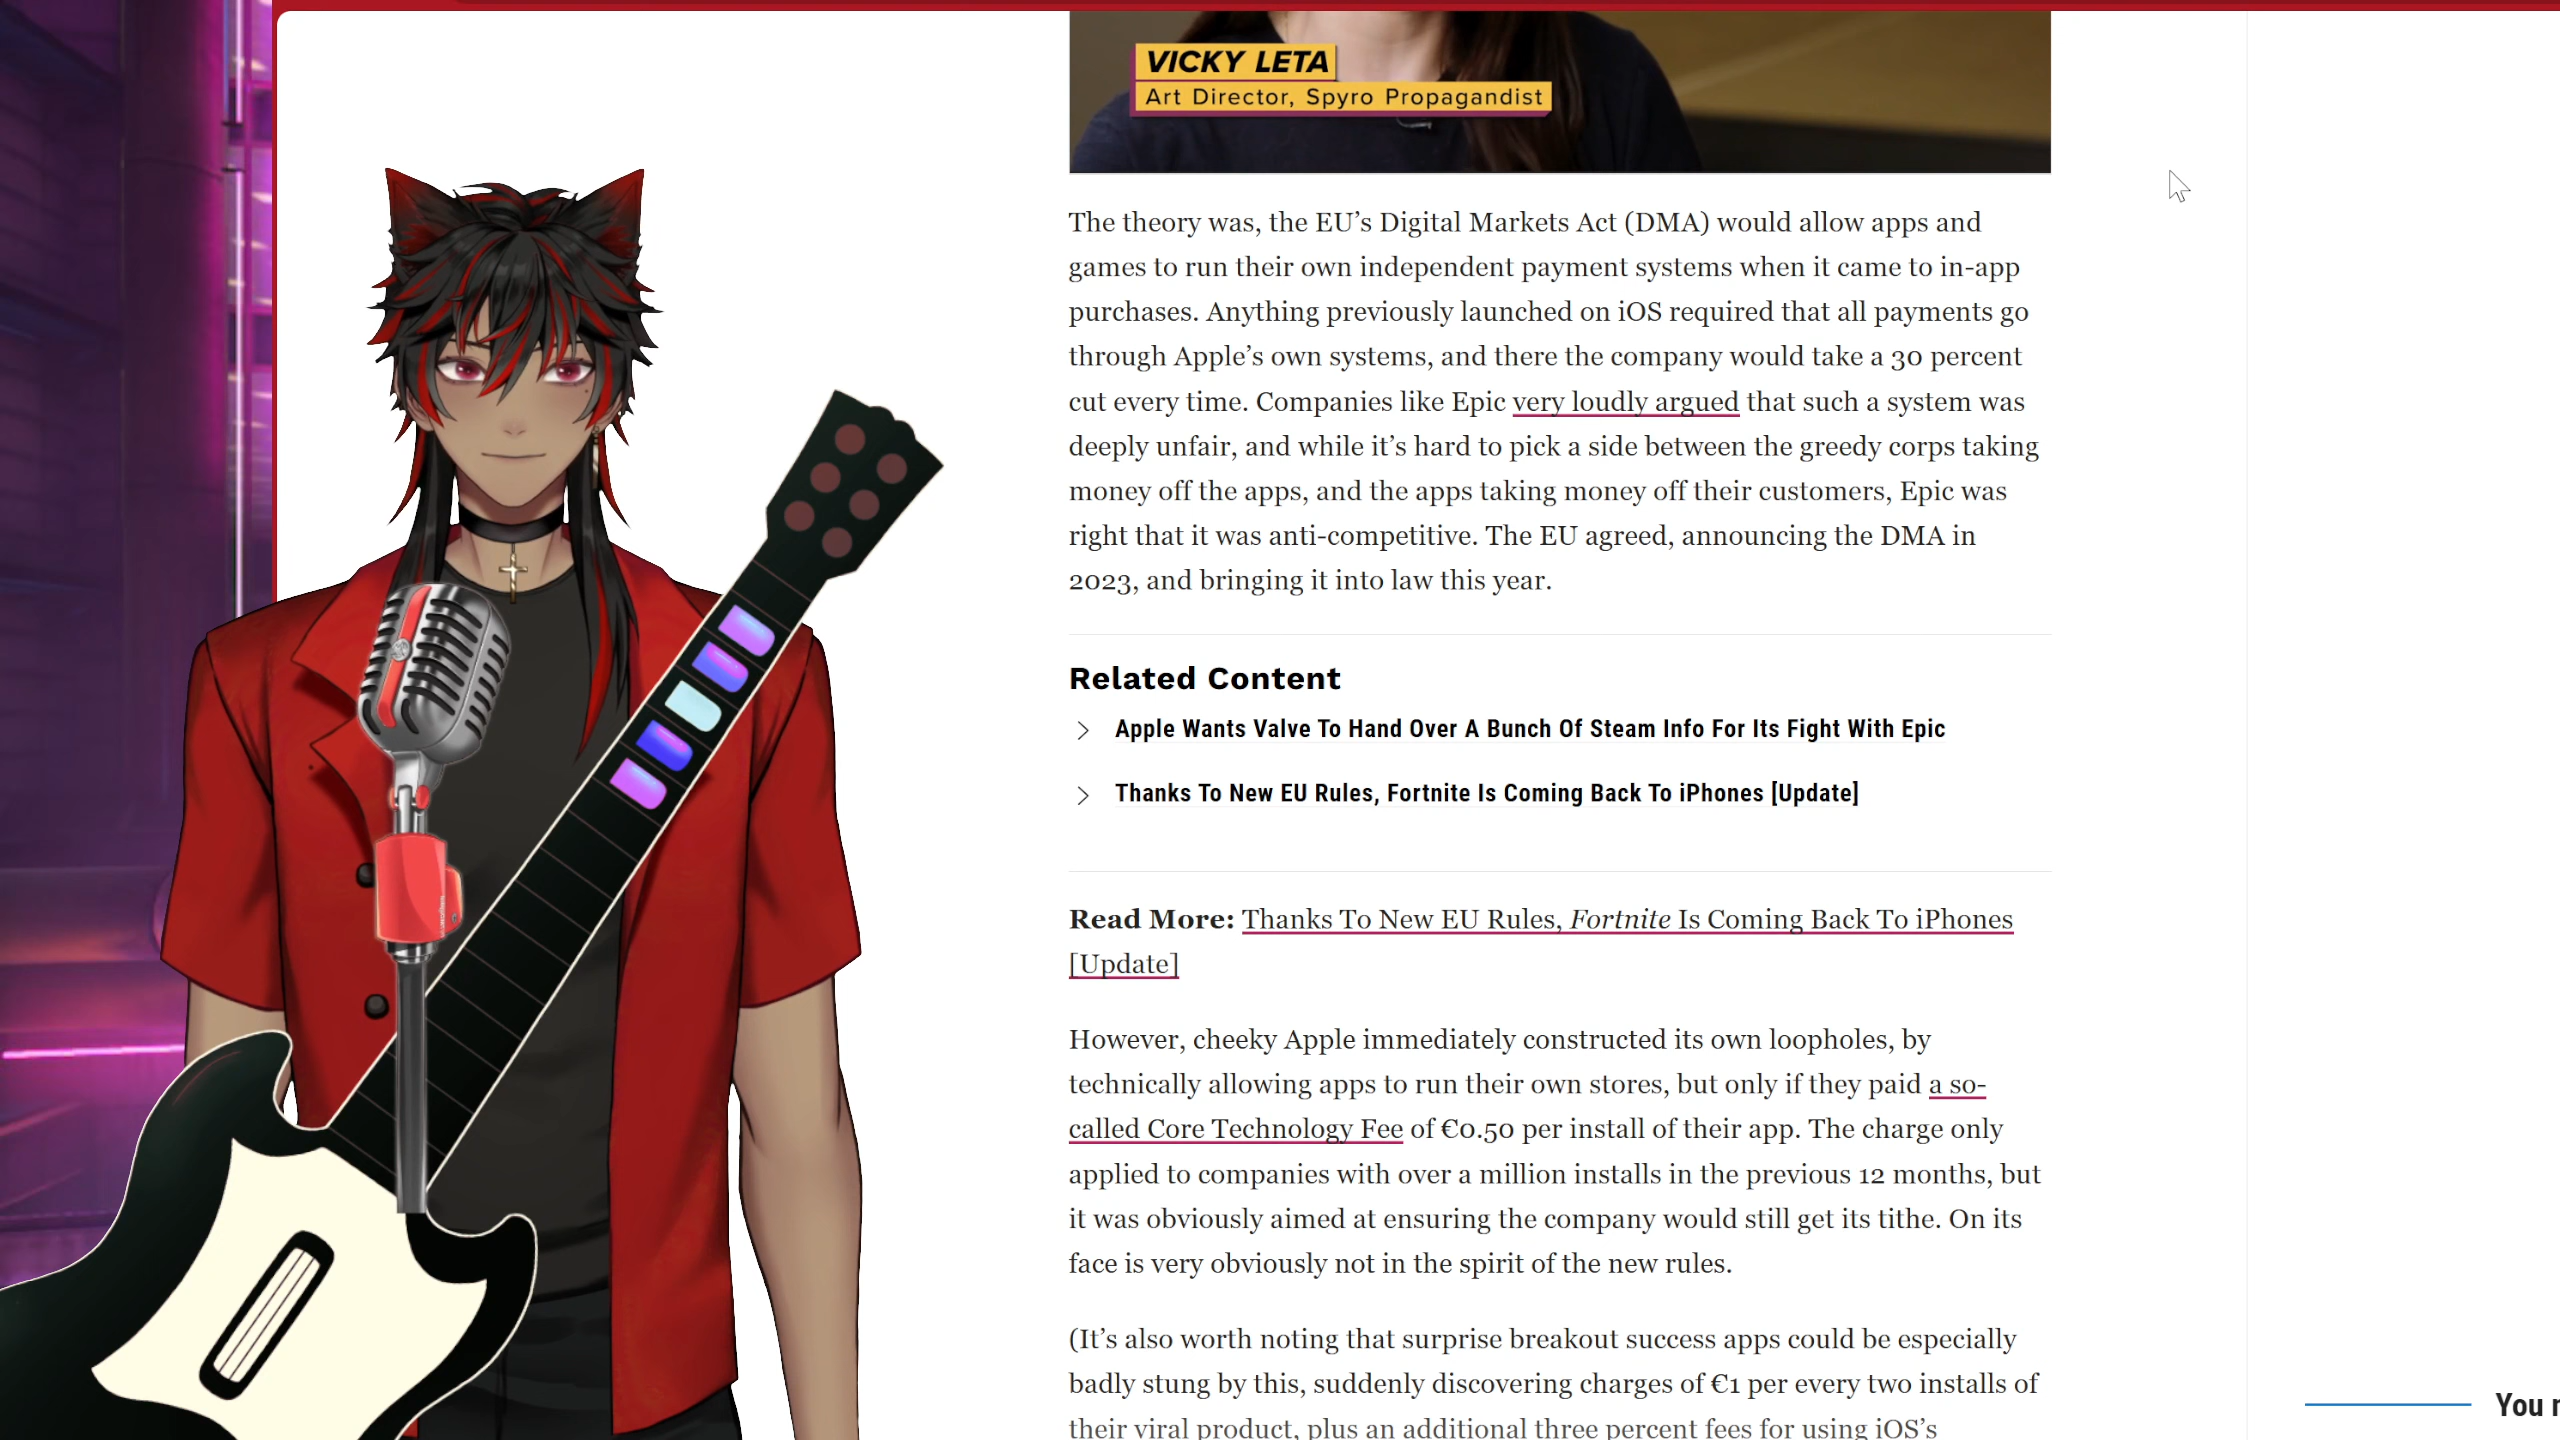 VICKY LETA
Art Director, Spyro Propagandist
The theory was, the EU’s Digital Markets Act (DMA) would allow apps and
games to run their own independent payment systems when it came to in-app
purchases. Anything previously launched on iOS required that all payments go
through Apple’s own systems, and there the company would take a 30 percent
cut every time. Companies like Epic very loudly argued that such a system was
deeply unfair, and while it’s hard to pick a side between the greedy corps taking
money off the apps, and the apps taking money off their customers, Epic was
right that it was anti-competitive. The EU agreed, announcing the DMA in
2023, and bringing it into law this year.
Related Content
Apple Wants Valve To Hand Over A Bunch Of Steam Info For Its Fight With Epic
Thanks To New EU Rules, Fortnite Is Coming Back To iPhones [Update]
Read More: Thanks To New EU Rules, Fortnite Is Coming Back To iPhones
[Update]
However, cheeky Apple immediately constructed its own loopholes, by
technically allowing apps to run their own stores, but only if they paid a so-
called Core Technology Fee of €0.50 per install of their app. The charge only
applied to companies with over a million installs in the previous 12 months, but
it was obviously aimed at ensuring the company would still get its tithe. On its
face is very obviously not in the spirit of the new rules.
(It’s also worth noting that surprise breakout success apps could be especially
badly stung by this, suddenly discovering charges of €1 per every two installs of
their viral product, plus an additional three percent fees for using iOS’s
You